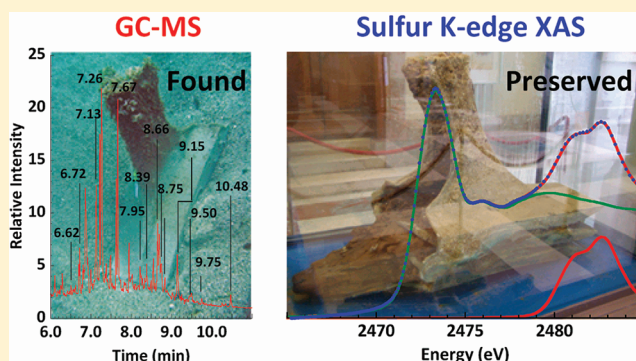 GC-MS
Sulfur K-edge XAS
Found
Preserved
Relative Intensity
25
20
15
10
5
0
6.62
6.72
7.13
7.26
7.67
7.95
8.39
8.66
8.75
9.15
9.50
9.75
10.48
6.0 7.0 8.0 9.0 10.0
Time (min)
2470 2475 2480
Energy (eV)